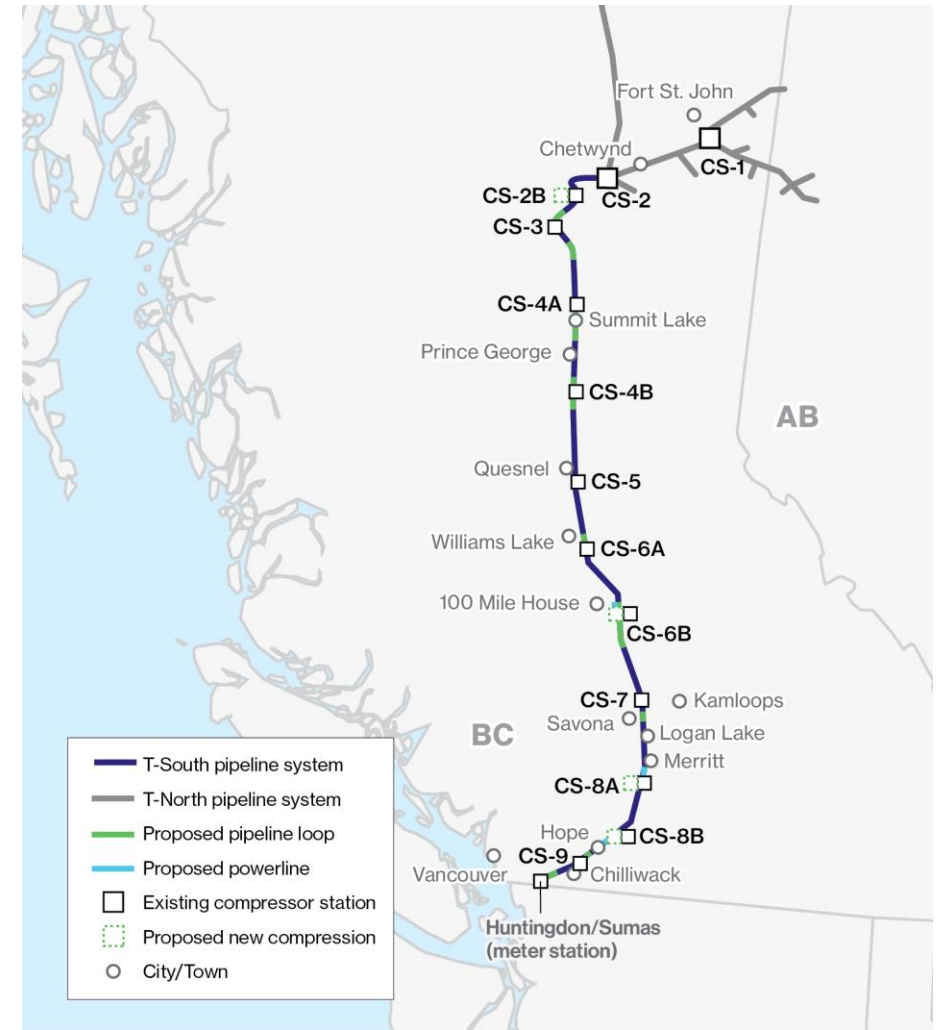 Fort St. John
Chetwynd
CS-1
CS-2B
CS-2
CS-3
CS-4A
Summit Lake
Prince George
CS-4B
AB
Quesnel
CS-5
Williams Lake
CS-6A
100 Mile House
CS-6B
CS-7
Kamloops
Savona
BC
Logan Lake
Merritt
CS-8A
Hope
CS-8B
CS-9
Vancouver
Chilliwack
Huntingdon/Sumas
(meter station)
T-South pipeline system
T-North pipeline system
Proposed pipeline loop
Proposed powerline
Existing compressor station
Proposed new compression
City/Town